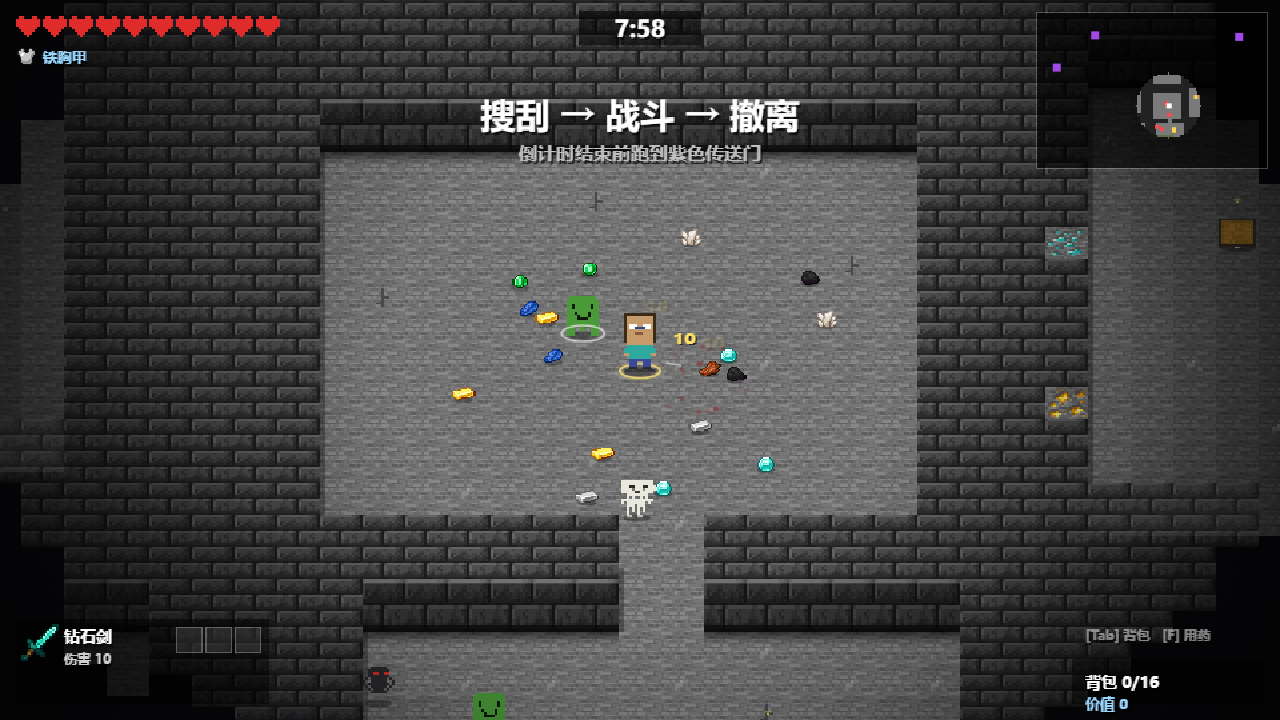 7:58
铁胸甲
搜刮 → 战斗 → 撤离
倒计时结束前跑到紫色传送门
10
钻石剑
伤害 10
[Tab] 背包 [F] 用药
背包 0/16
价值 0